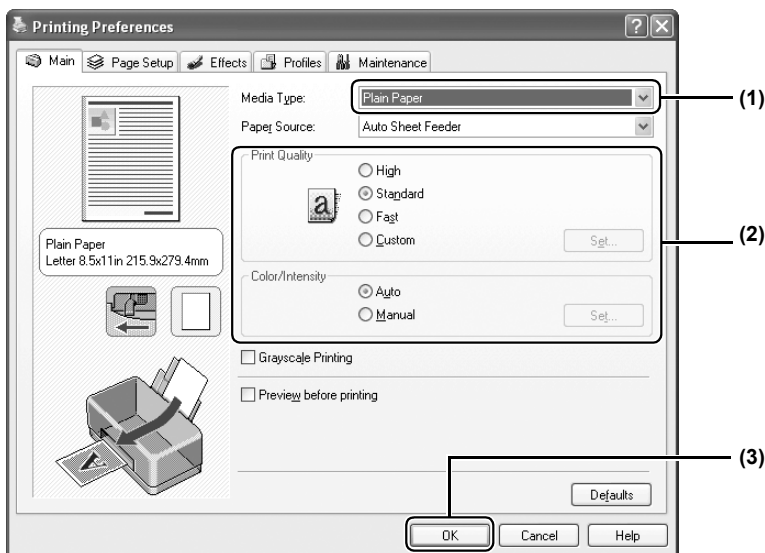 Printing Preferences
Main Page Setup Effects Profiles Maintenance
Media Type: Plain Paper (1)
Paper Source: Auto Sheet Feeder
Print Quality
High
Standard
Fast
Custom Set...
a
(2)
Plain Paper
Letter 8.5x11in 215.9x279.4mm
Color/Intensity
Auto
Manual Set...
Grayscale Printing
Preview before printing
A
(3)
Defaults
OK Cancel Help